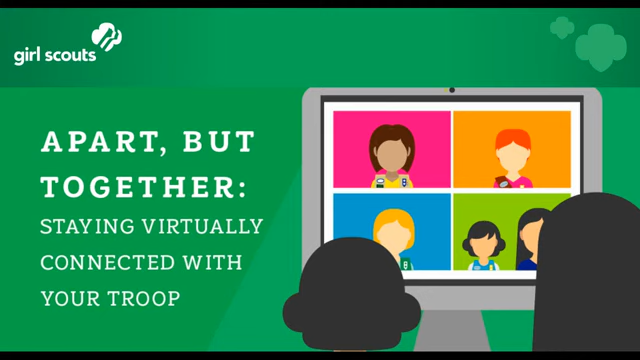 girl scouts
APART, BUT
TOGETHER:
STAYING VIRTUALLY
CONNECTED WITH
YOUR TROOP